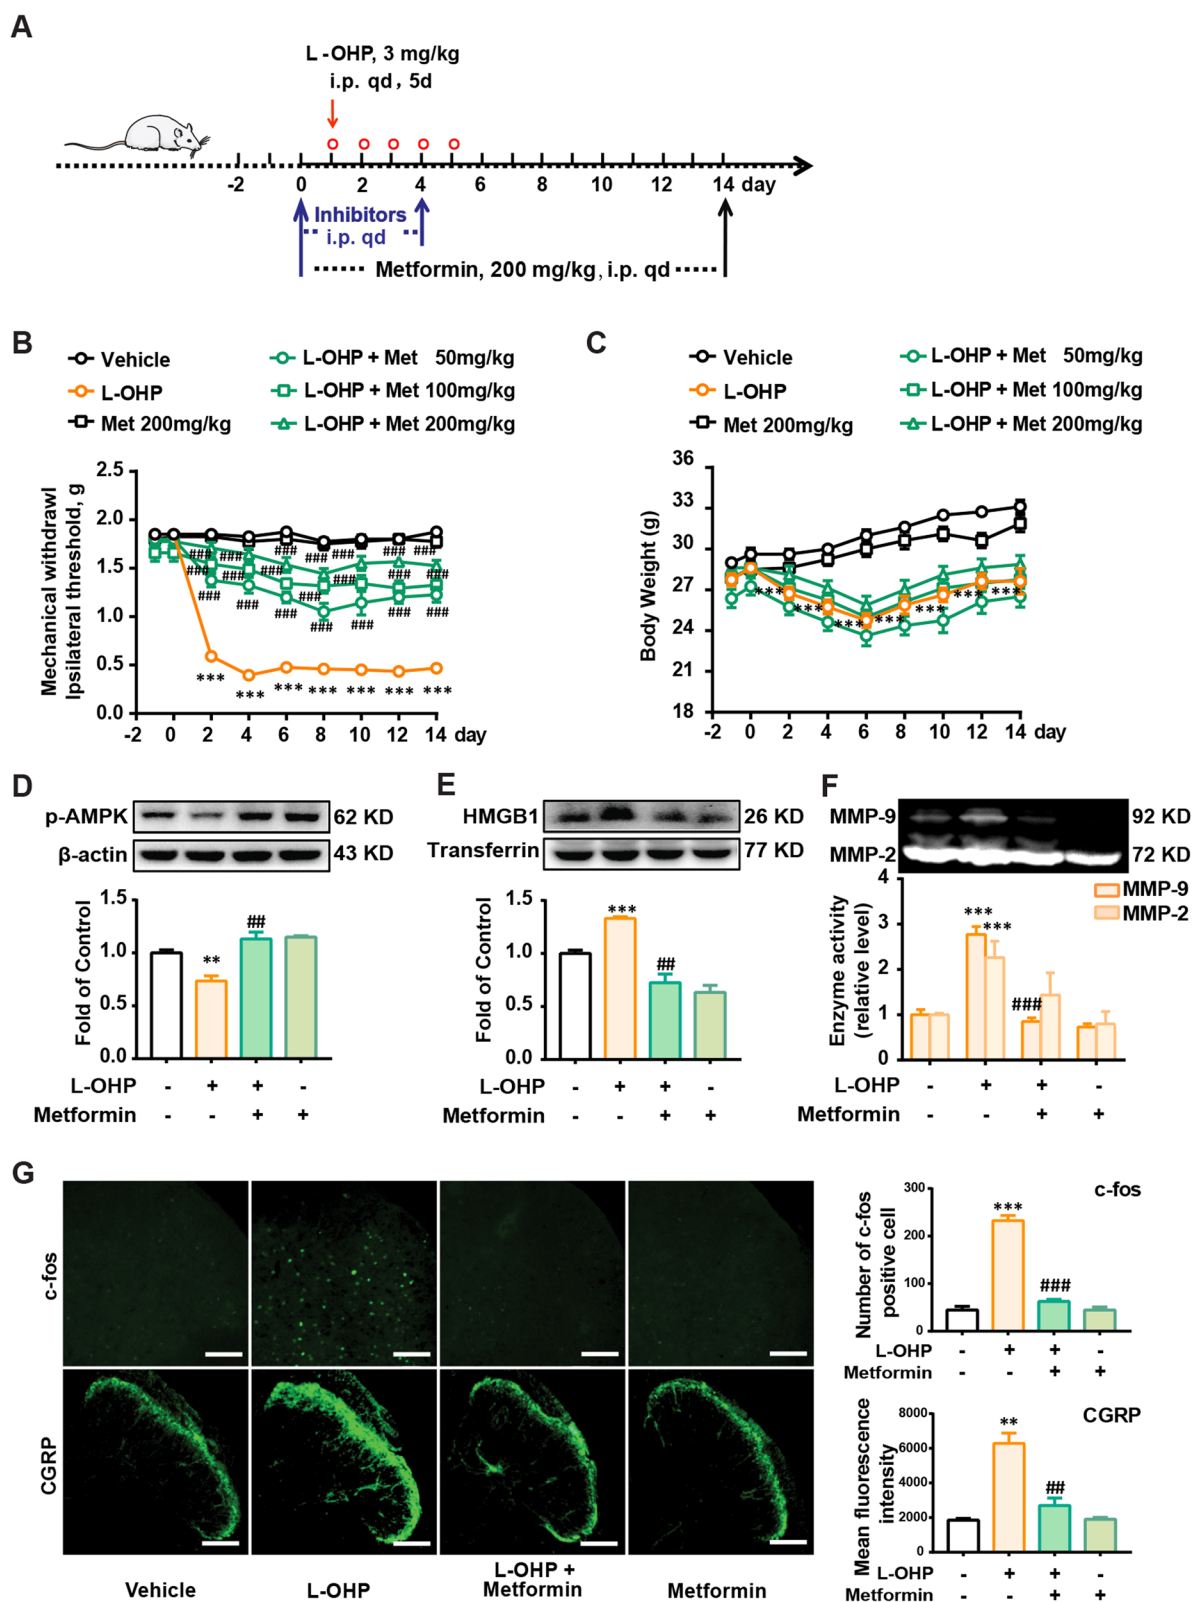 A
L-OHP, 3 mg/kg
i.p. qd, 5d
-2 0 2 4 6 8 10 12 14 day
Inhibitors
i.p. qd
Metformin, 200 mg/kg, i.p. qd
B
Vehicle
L-OHP
Met 200mg/kg
L-OHP + Met 50mg/kg
L-OHP + Met 100mg/kg
L-OHP + Met 200mg/kg
Mechanical withdrawl
Ipsilateral threshold, g
2.5
2.0
1.5
1.0
0.5
0.0
### ### ### ### ### ### ###
### ### ### ### ### ### ###
### ### ### ### ### ### ###
*** *** *** *** *** *** ***
-2 0 2 4 6 8 10 12 14 day
C
Vehicle
L-OHP
Met 200mg/kg
L-OHP + Met 50mg/kg
L-OHP + Met 100mg/kg
L-OHP + Met 200mg/kg
Body Weight (g)
36
33
30
27
24
21
18
*** *** *** *** *** *** ***
-2 0 2 4 6 8 10 12 14 day
D
p-AMPK 62 KD
β-actin 43 KD
Fold of Control
1.5
1.0
0.5
0.0
**
##
L-OHP - + + -
Metformin - - + +
E
HMGB1 26 KD
Transferrin 77 KD
Fold of Control
1.5
1.0
0.5
0.0
***
##
L-OHP - + + -
Metformin - - + +
F
MMP-9 92 KD
MMP-2 72 KD
MMP-9
MMP-2
Enzyme activity
(relative level)
4
3
2
1
0
***
***
###
L-OHP - + + -
Metformin - - + +
G
c-fos
CGRP
Vehicle
L-OHP
L-OHP +
Metformin
Metformin
c-fos
Number of c-fos
positive cell
300
200
100
0
***
###
L-OHP - + + -
Metformin - - + +
CGRP
Mean fluorescence
intensity
8000
6000
4000
2000
0
**
##
L-OHP - + + -
Metformin - - + +